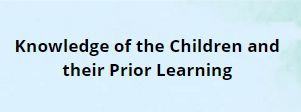 Knowledge of the Children and
their Prior Learning